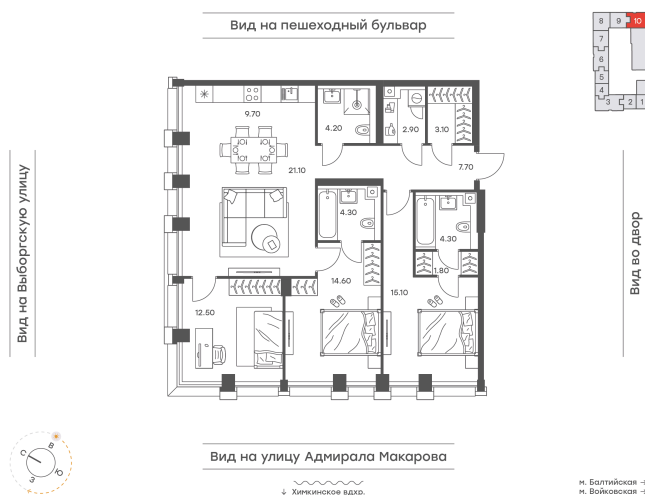 Вид на пешеходный бульвар
8 9 10
7
6
5
4
3 2 1
9.70
4.20
2.90
3.10
21.10
7.70
4.30
4.30
14.60
1.80
15.10
12.50
Вид на Выборгскую улицу
Вид во двор
Вид на улицу Адмирала Макарова
С
В
З
Ю
↓ Химкинское вдхр.
м. Балтийская →
м. Войковская →